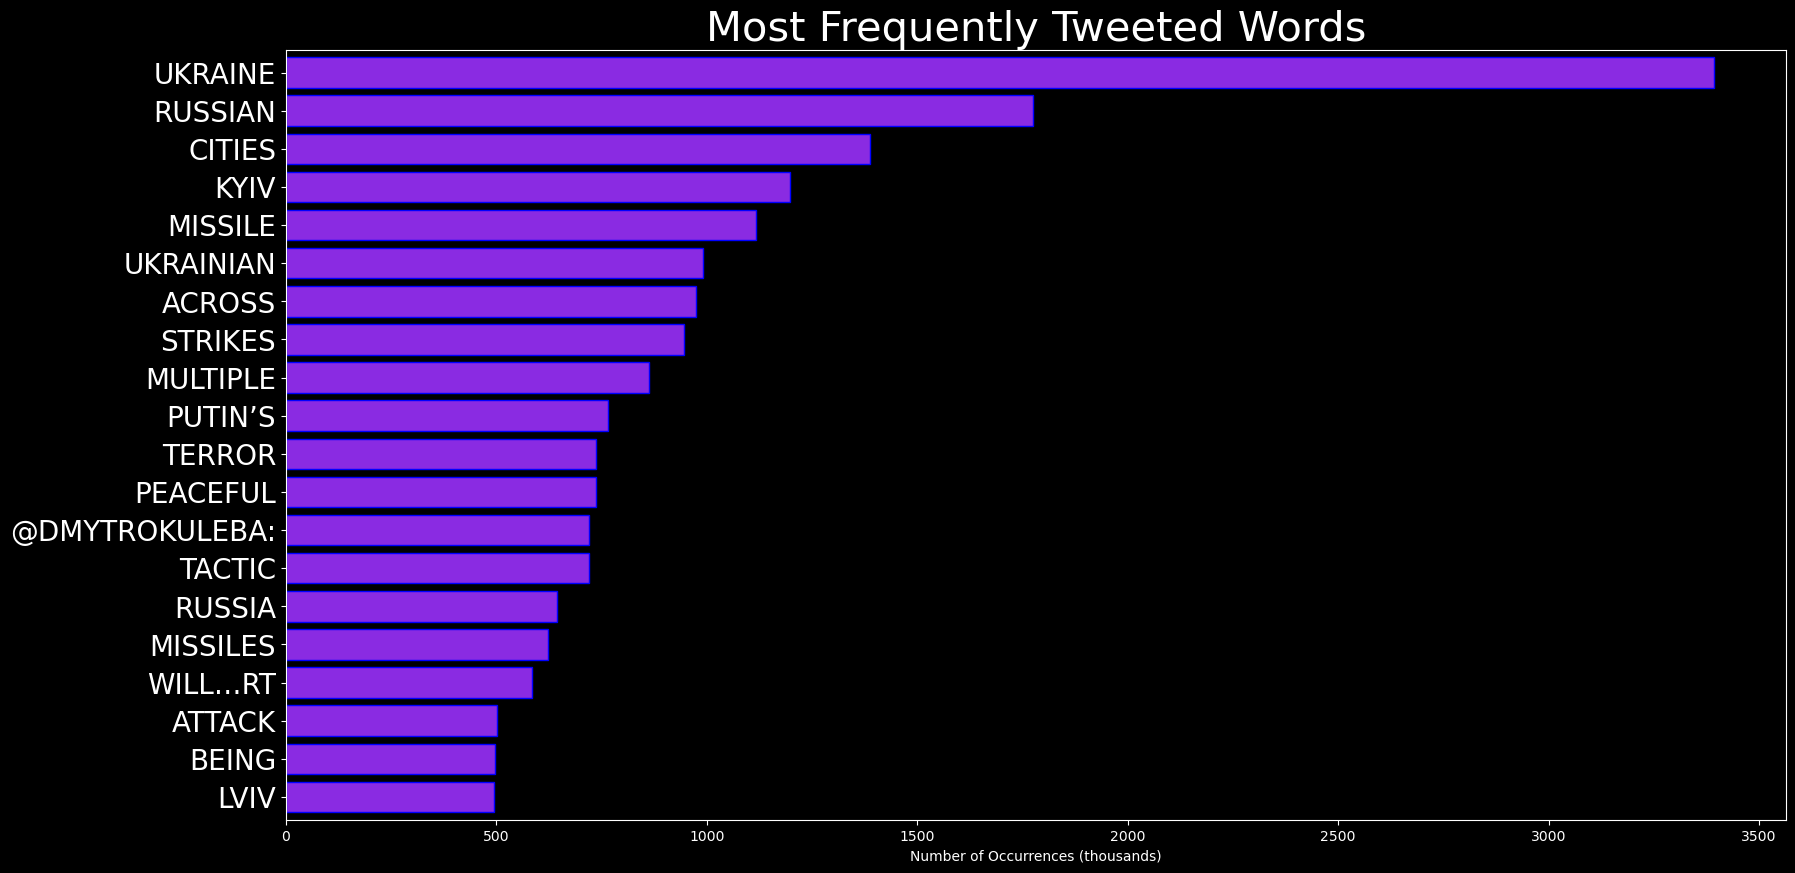 Most Frequently Tweeted Words
UKRAINE
RUSSIAN
CITIES
KYIV
MISSILE
UKRAINIAN
ACROSS
STRIKES
MULTIPLE
PUTIN’S
TERROR
PEACEFUL
@DMYTROKULEBA:
TACTIC
RUSSIA
MISSILES
WILL…RT
ATTACK
BEING
LVIV
0 500 1000 1500 2000 2500 3000 3500
Number of Occurrences (thousands)